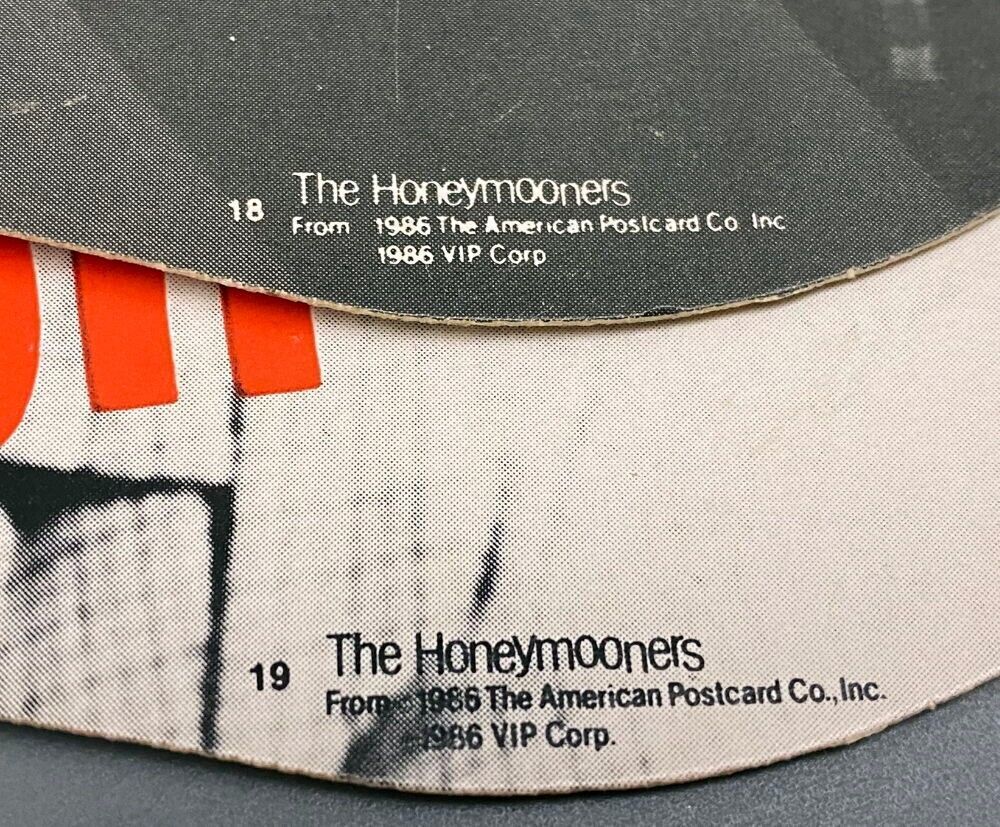 18 The Honeymooners
From 1986 The American Postcard Co Inc
1986 VIP Corp
19 The Honeymooners
From 1986 The American Postcard Co., Inc.
1986 VIP Corp.